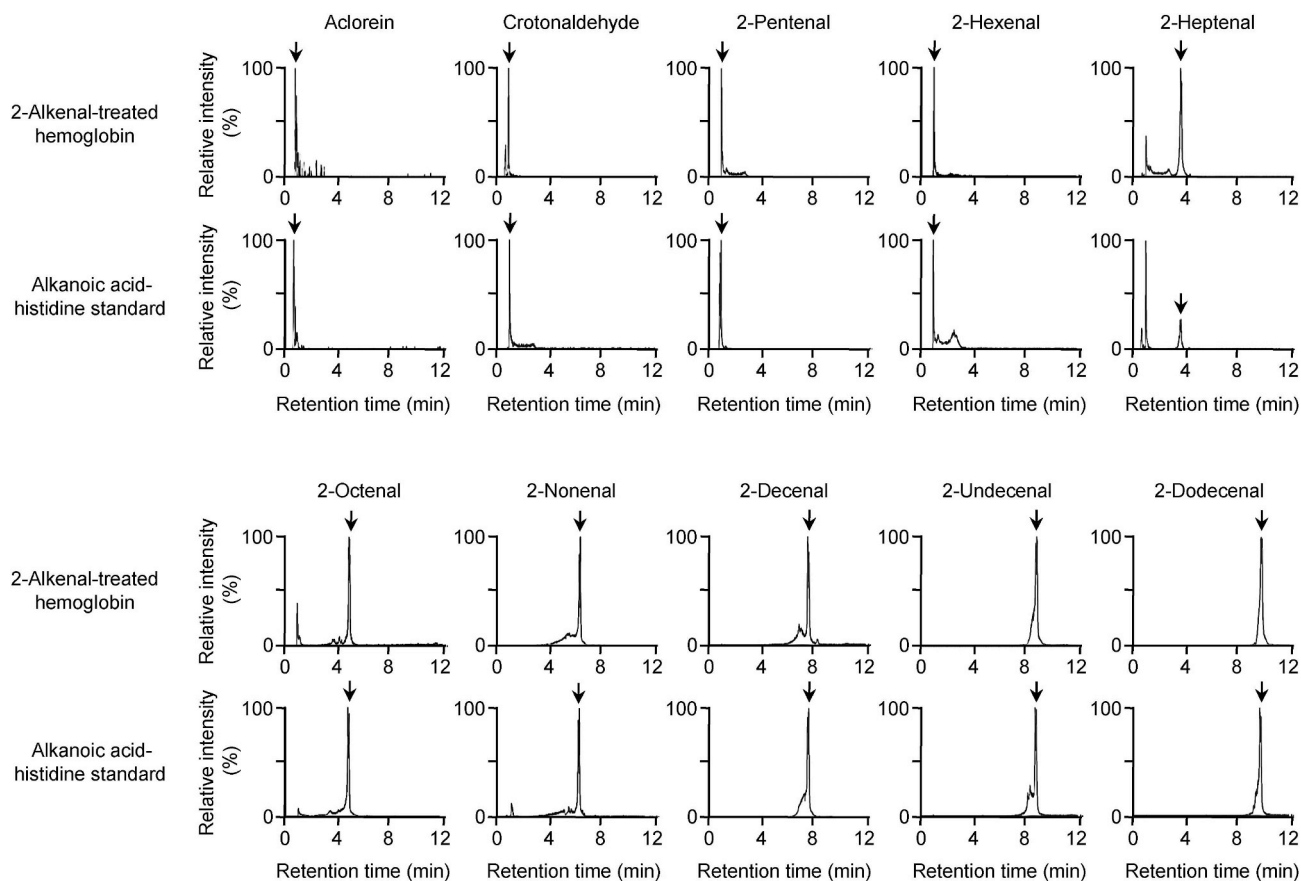 Aclorein Crotonaldehyde 2-Pentenal 2-Hexenal 2-Heptenal
2-Alkenal-treated
hemoglobin
Relative intensity
(%)
100 100 100 100 100
0 0 0 0 0
0 4 8 12 0 4 8 12 0 4 8 12 0 4 8 12 0 4 8 12
Alkanoic acid-
histidine standard
Relative intensity
(%)
100 100 100 100 100
0 0 0 0 0
0 4 8 12 0 4 8 12 0 4 8 12 0 4 8 12 0 4 8 12
Retention time (min) Retention time (min) Retention time (min) Retention time (min) Retention time (min)
2-Octenal 2-Nonenal 2-Decenal 2-Undecenal 2-Dodecenal
2-Alkenal-treated
hemoglobin
Relative intensity
(%)
100 100 100 100 100
0 0 0 0 0
0 4 8 12 0 4 8 12 0 4 8 12 0 4 8 12 0 4 8 12
Alkanoic acid-
histidine standard
Relative intensity
(%)
100 100 100 100 100
0 0 0 0 0
0 4 8 12 0 4 8 12 0 4 8 12 0 4 8 12 0 4 8 12
Retention time (min) Retention time (min) Retention time (min) Retention time (min) Retention time (min)